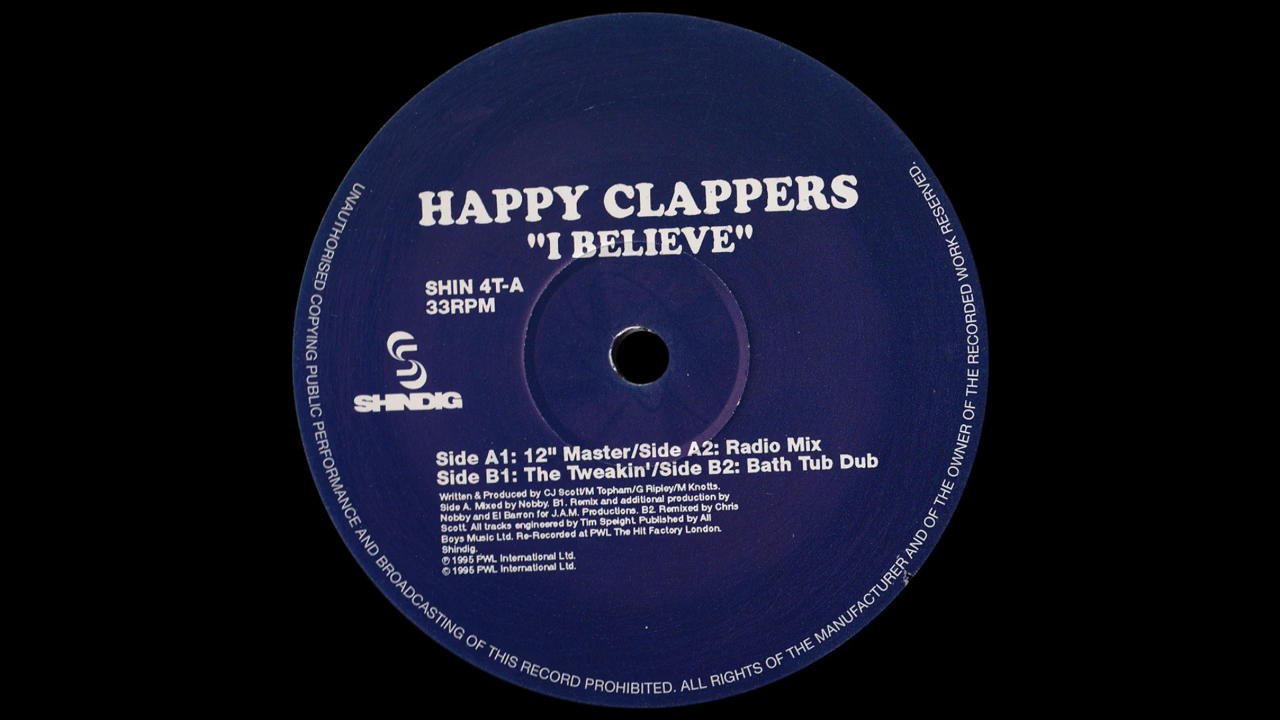 HAPPY CLAPPERS
"I BELIEVE"
SHIN 4T-A
33RPM
SHINDIG
Side A1: 12" Master/Side A2: Radio Mix
Side B1: The Tweakin'/Side B2: Bath Tub Dub
Written & Produced by CJ Scott/M Topham/G Ripley/M Knotts.
Side A. Mixed by Nobby. B1. Remix and additional production by
Nobby and El Barron for J.A.M. Productions. B2. Remixed by Chris
Scott. All tracks engineered by Tim Speight. Published by All
Boys Music Ltd. Re-Recorded at PWL The Hit Factory London.
Shindig.
℗ 1995 PWL International Ltd.
© 1995 PWL International Ltd.
UNAUTHORISED COPYING PUBLIC PERFORMANCE AND BROADCASTING OF THIS RECORD PROHIBITED. ALL RIGHTS OF THE MANUFACTURER AND OF THE OWNER OF THE RECORDED WORK RESERVED.